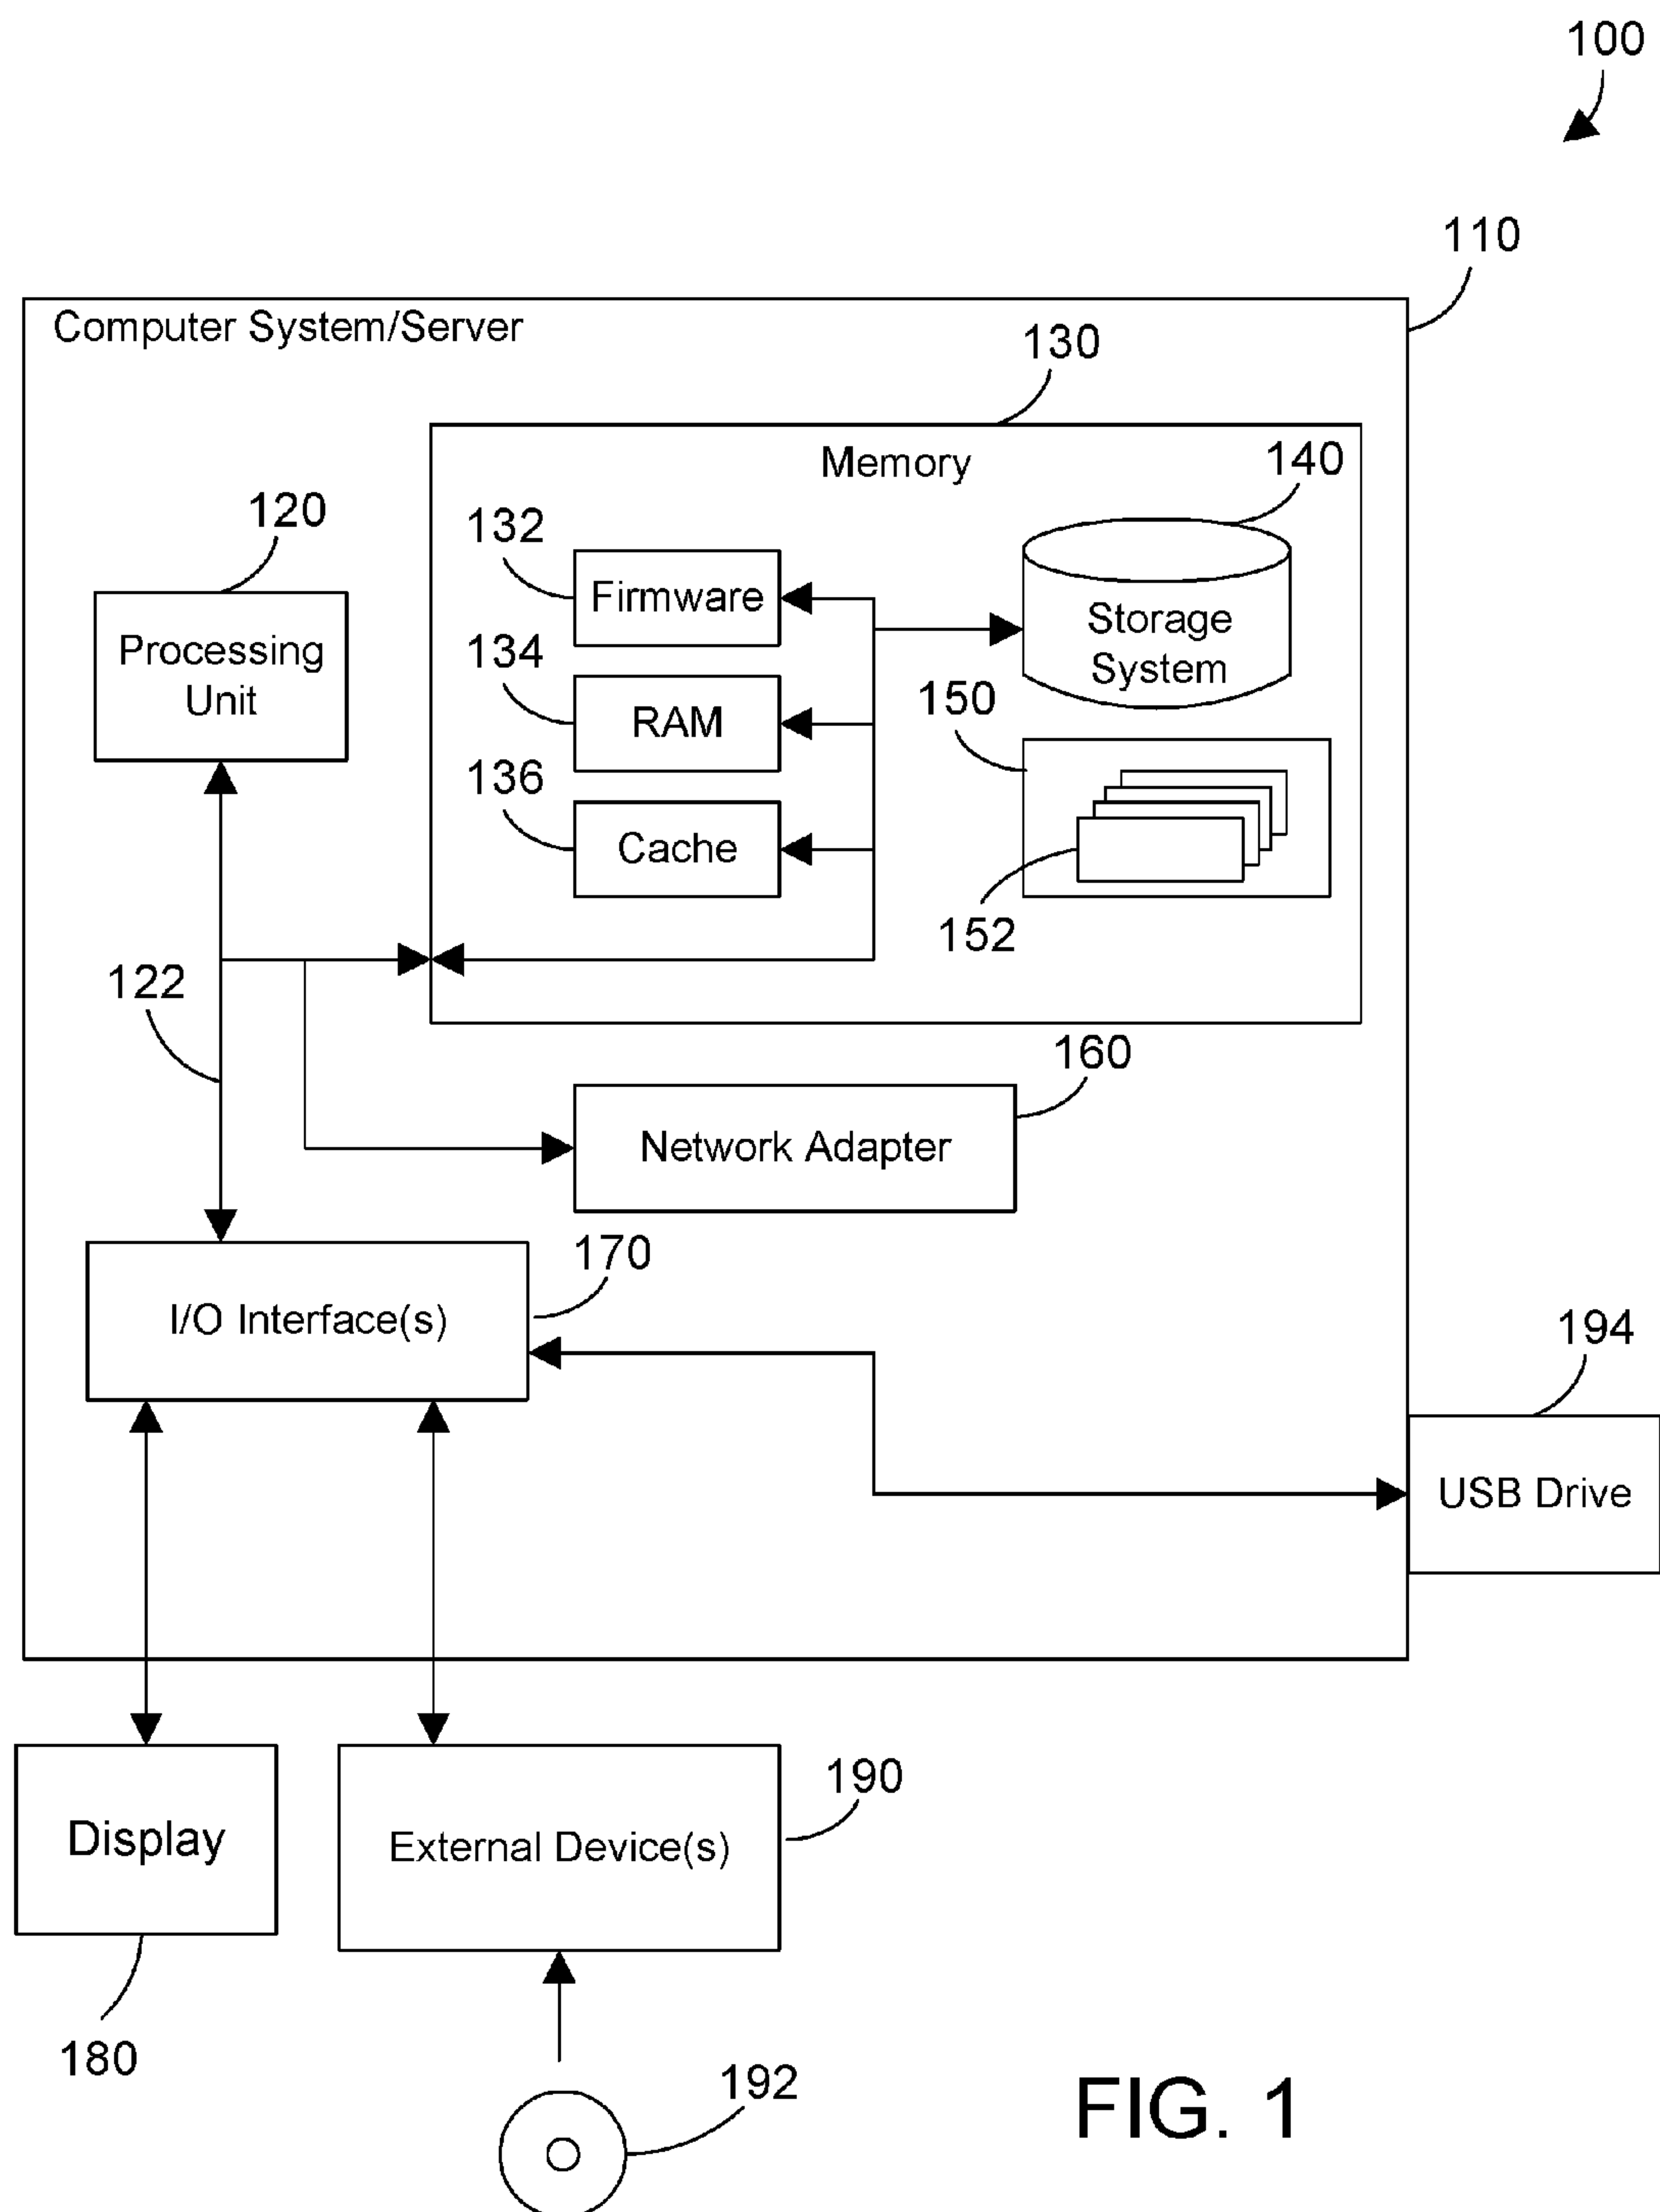 100
110
Computer System/Server
130
Memory
140
120
132
Firmware
Storage
System
Processing
Unit
134
RAM
150
136
Cache
152
122
160
Network Adapter
170
I/O Interface(s)
194
USB Drive
190
Display
External Device(s)
180
192
FIG. 1